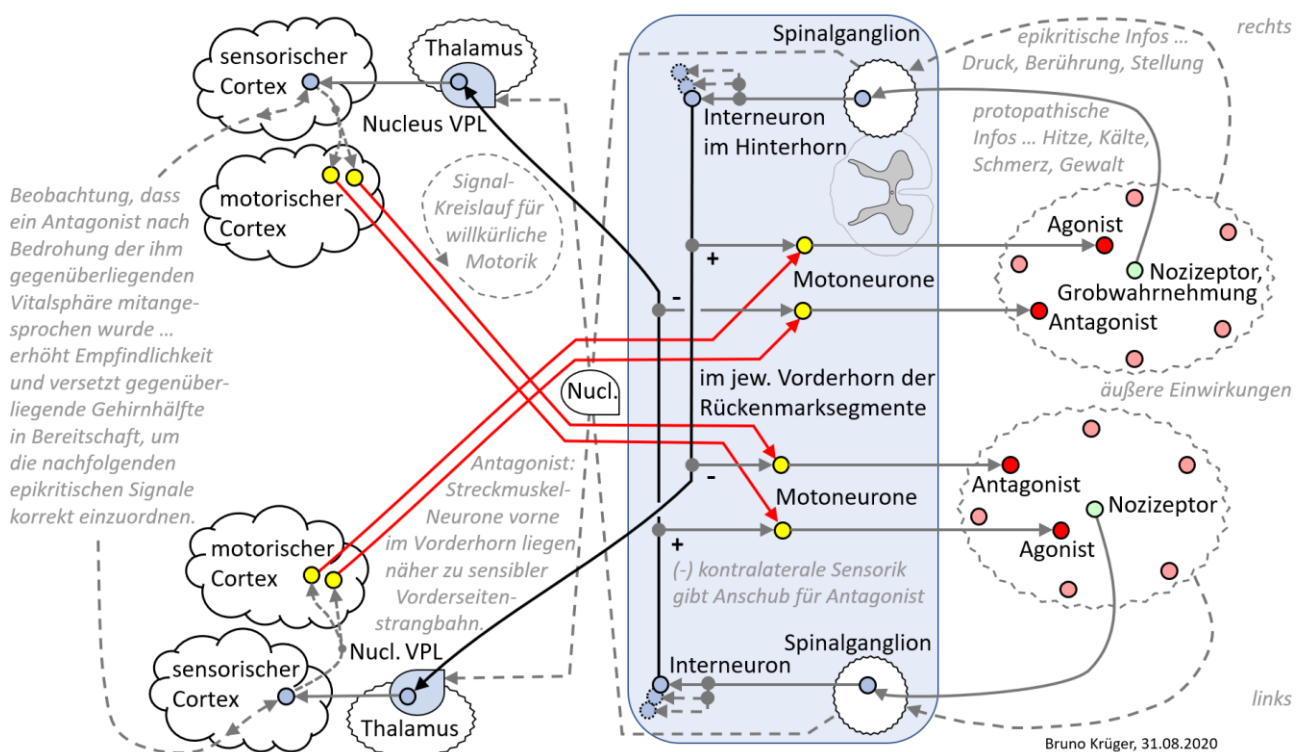 sensorischer
Cortex
Thalamus
Nucleus VPL
motorischer
Cortex
Signal-
Kreislauf für
willkürliche
Motorik
Beobachtung, dass
ein Antagonist nach
Bedrohung der ihm
gegenüberliegenden
Vitalsphäre mitange-
sprochen wurde ...
erhöht Empfindlichkeit
und versetzt gegenüber-
liegende Gehirnhälfte
in Bereitschaft, um
die nachfolgenden
epikritischen Signale
korrekt einzuordnen.
Spinalganglion
Interneuron
im Hinterhorn
epikritische Infos ...
Druck, Berührung, Stellung
rechts
protopathische
Infos ... Hitze, Kälte,
Schmerz, Gewalt
Agonist
Nozizeptor,
Grobwahrnehmung
Antagonist
+
Motoneurone
-
Nucl.
im jew. Vorderhorn der
Rückenmarksegmente
äußere Einwirkungen
Antagonist:
Streckmuskel-
Neurone vorne
im Vorderhorn liegen
näher zu sensibler
Vorderseiten-
strangbahn.
-
Motoneurone
+
Antagonist
Nozizeptor
Agonist
(-) kontralaterale Sensorik
gibt Anschub für Antagonist
motorischer
Cortex
Nucl. VPL
sensorischer
Cortex
Thalamus
Spinalganglion
Interneuron
links
Bruno Krüger, 31.08.2020